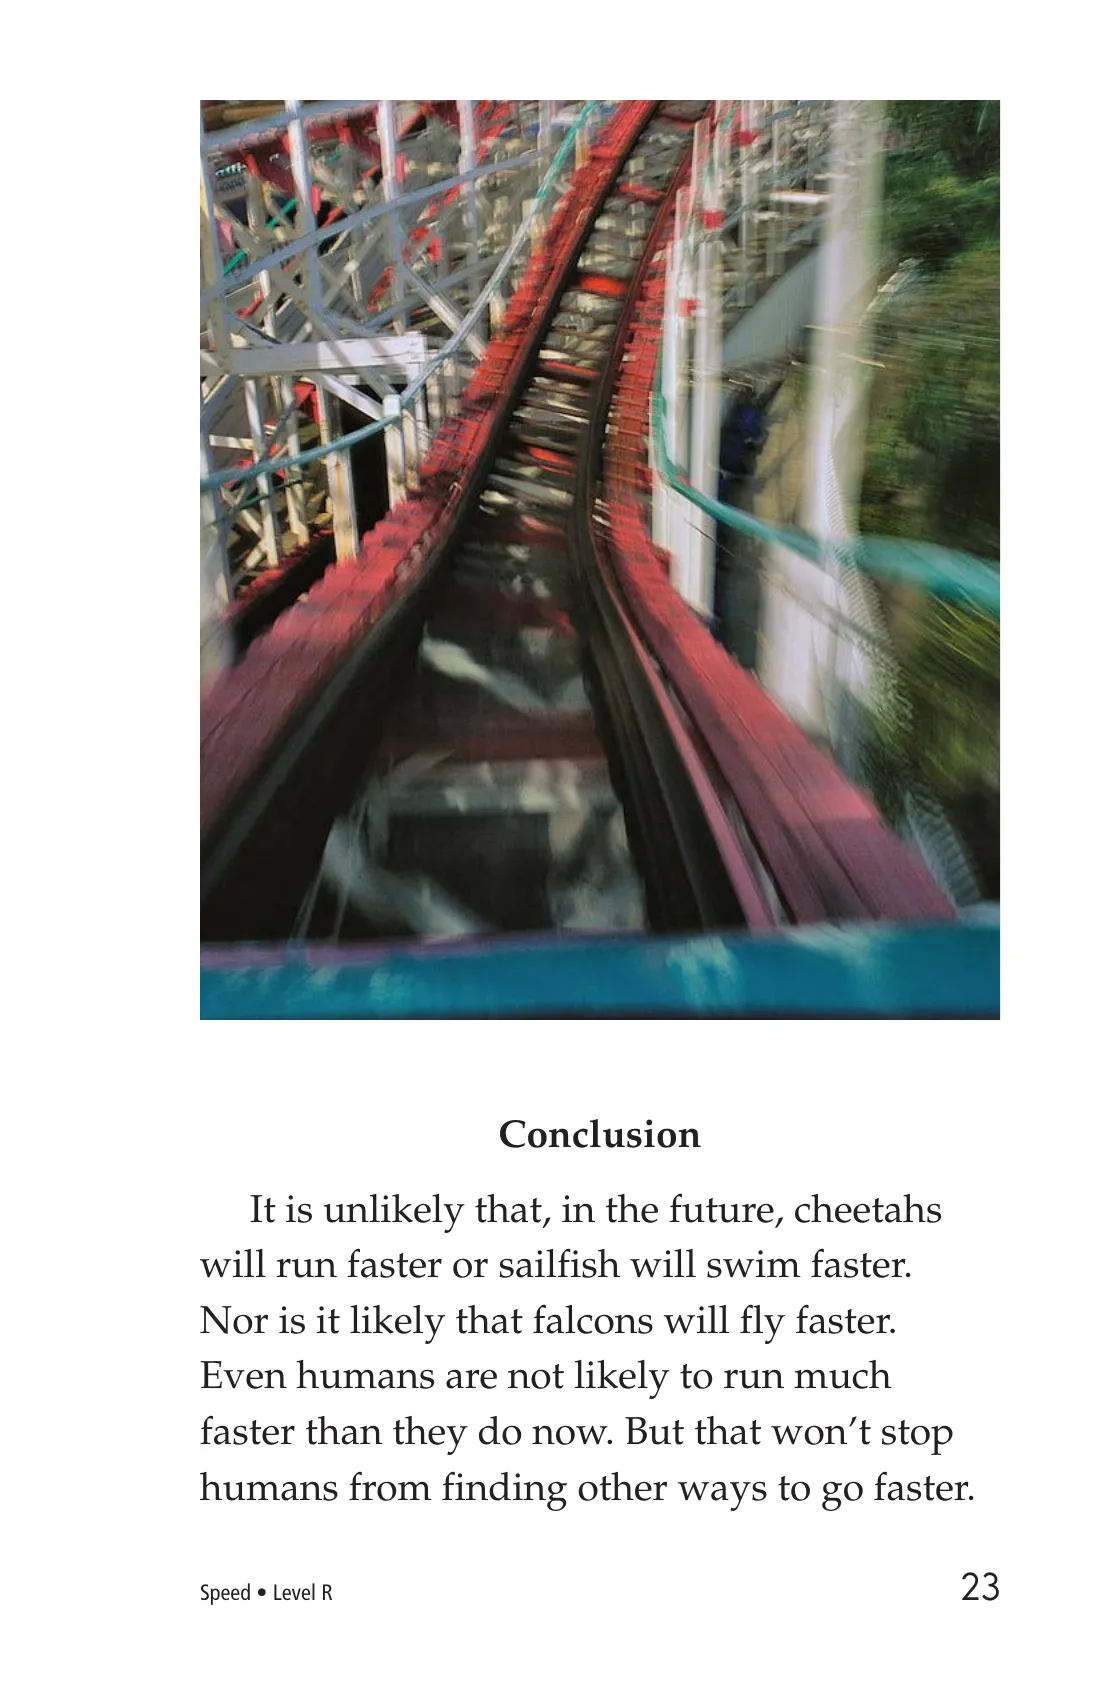 Conclusion
It is unlikely that, in the future, cheetahs
will run faster or sailfish will swim faster.
Nor is it likely that falcons will fly faster.
Even humans are not likely to run much
faster than they do now. But that won’t stop
humans from finding other ways to go faster.
Speed • Level R
23